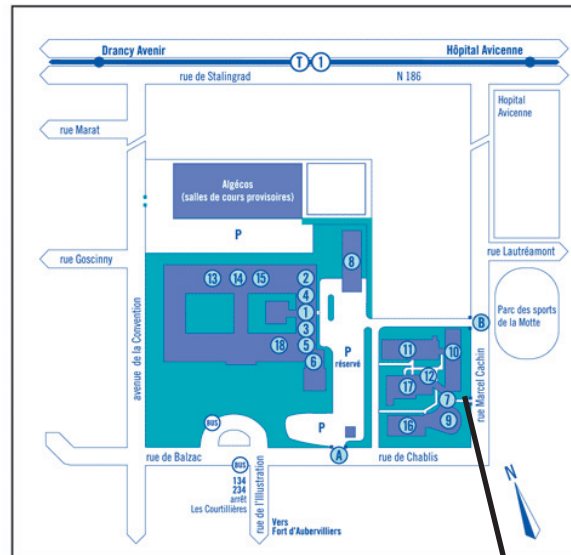 Drancy Avenir
Hôpital Avicenne
T 1
rue de Stalingrad
N 186
Hopital
Avicenne
rue Marat
Algécos
(salles de cours provisoires)
P
8
rue Goscinny
rue Lautréamont
13 14 15 2
4
1
3
18 5
6
avenue de la Convention
P
réservé
B
Parc des sports
de la Motte
11 10
12
17
7
16 9
rue Marcel Cachin
BUS
P
A
rue de Balzac
rue de Chablis
BUS
134
234
arrêt
Les Courtillières
rue de l'Illustration
Vers
Fort d'Aubervilliers
N